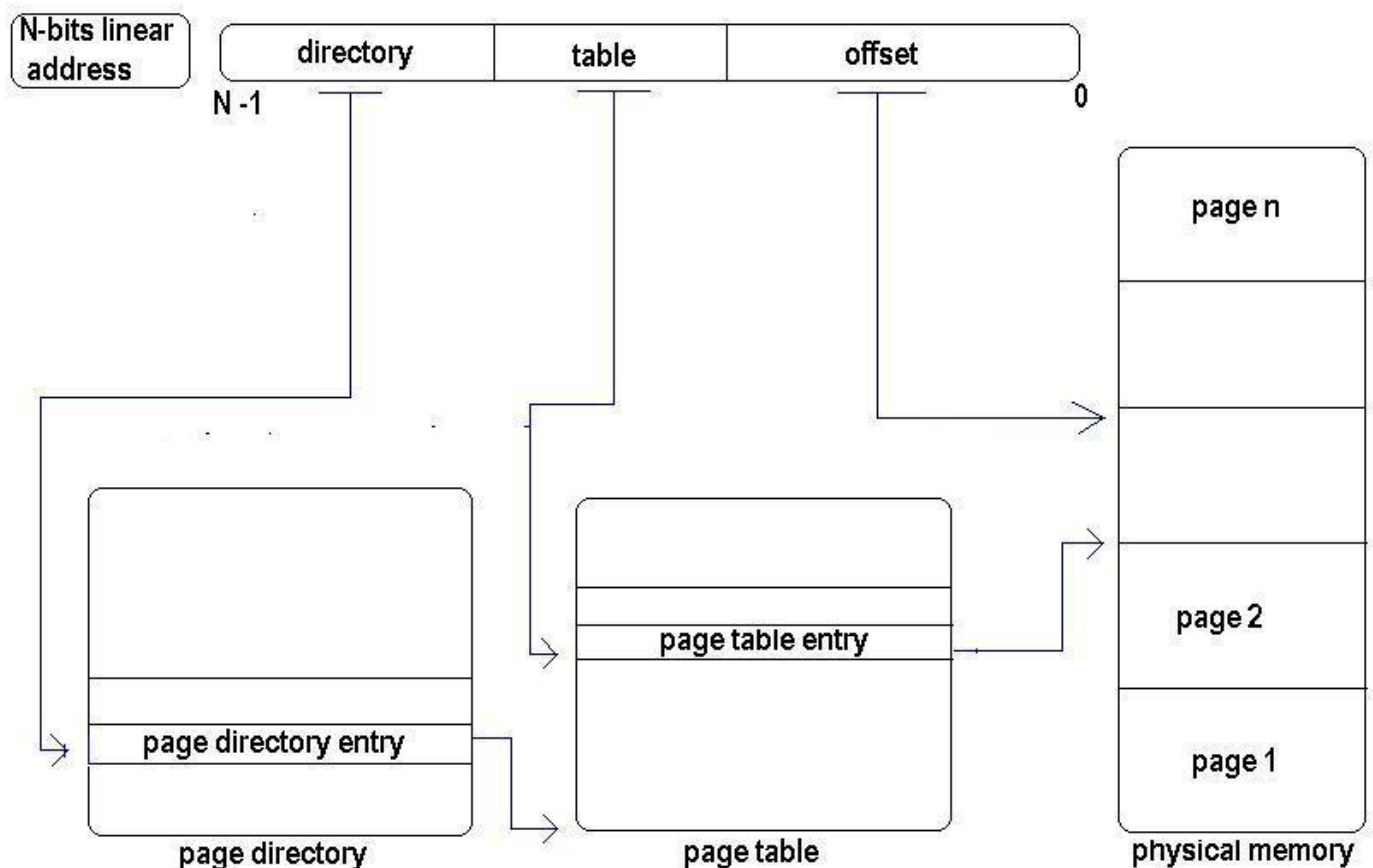 N-bits linear
address
directory
table
offset
N -1
0
page n
page table entry
page 2
page directory entry
page 1
page directory
page table
physical memory